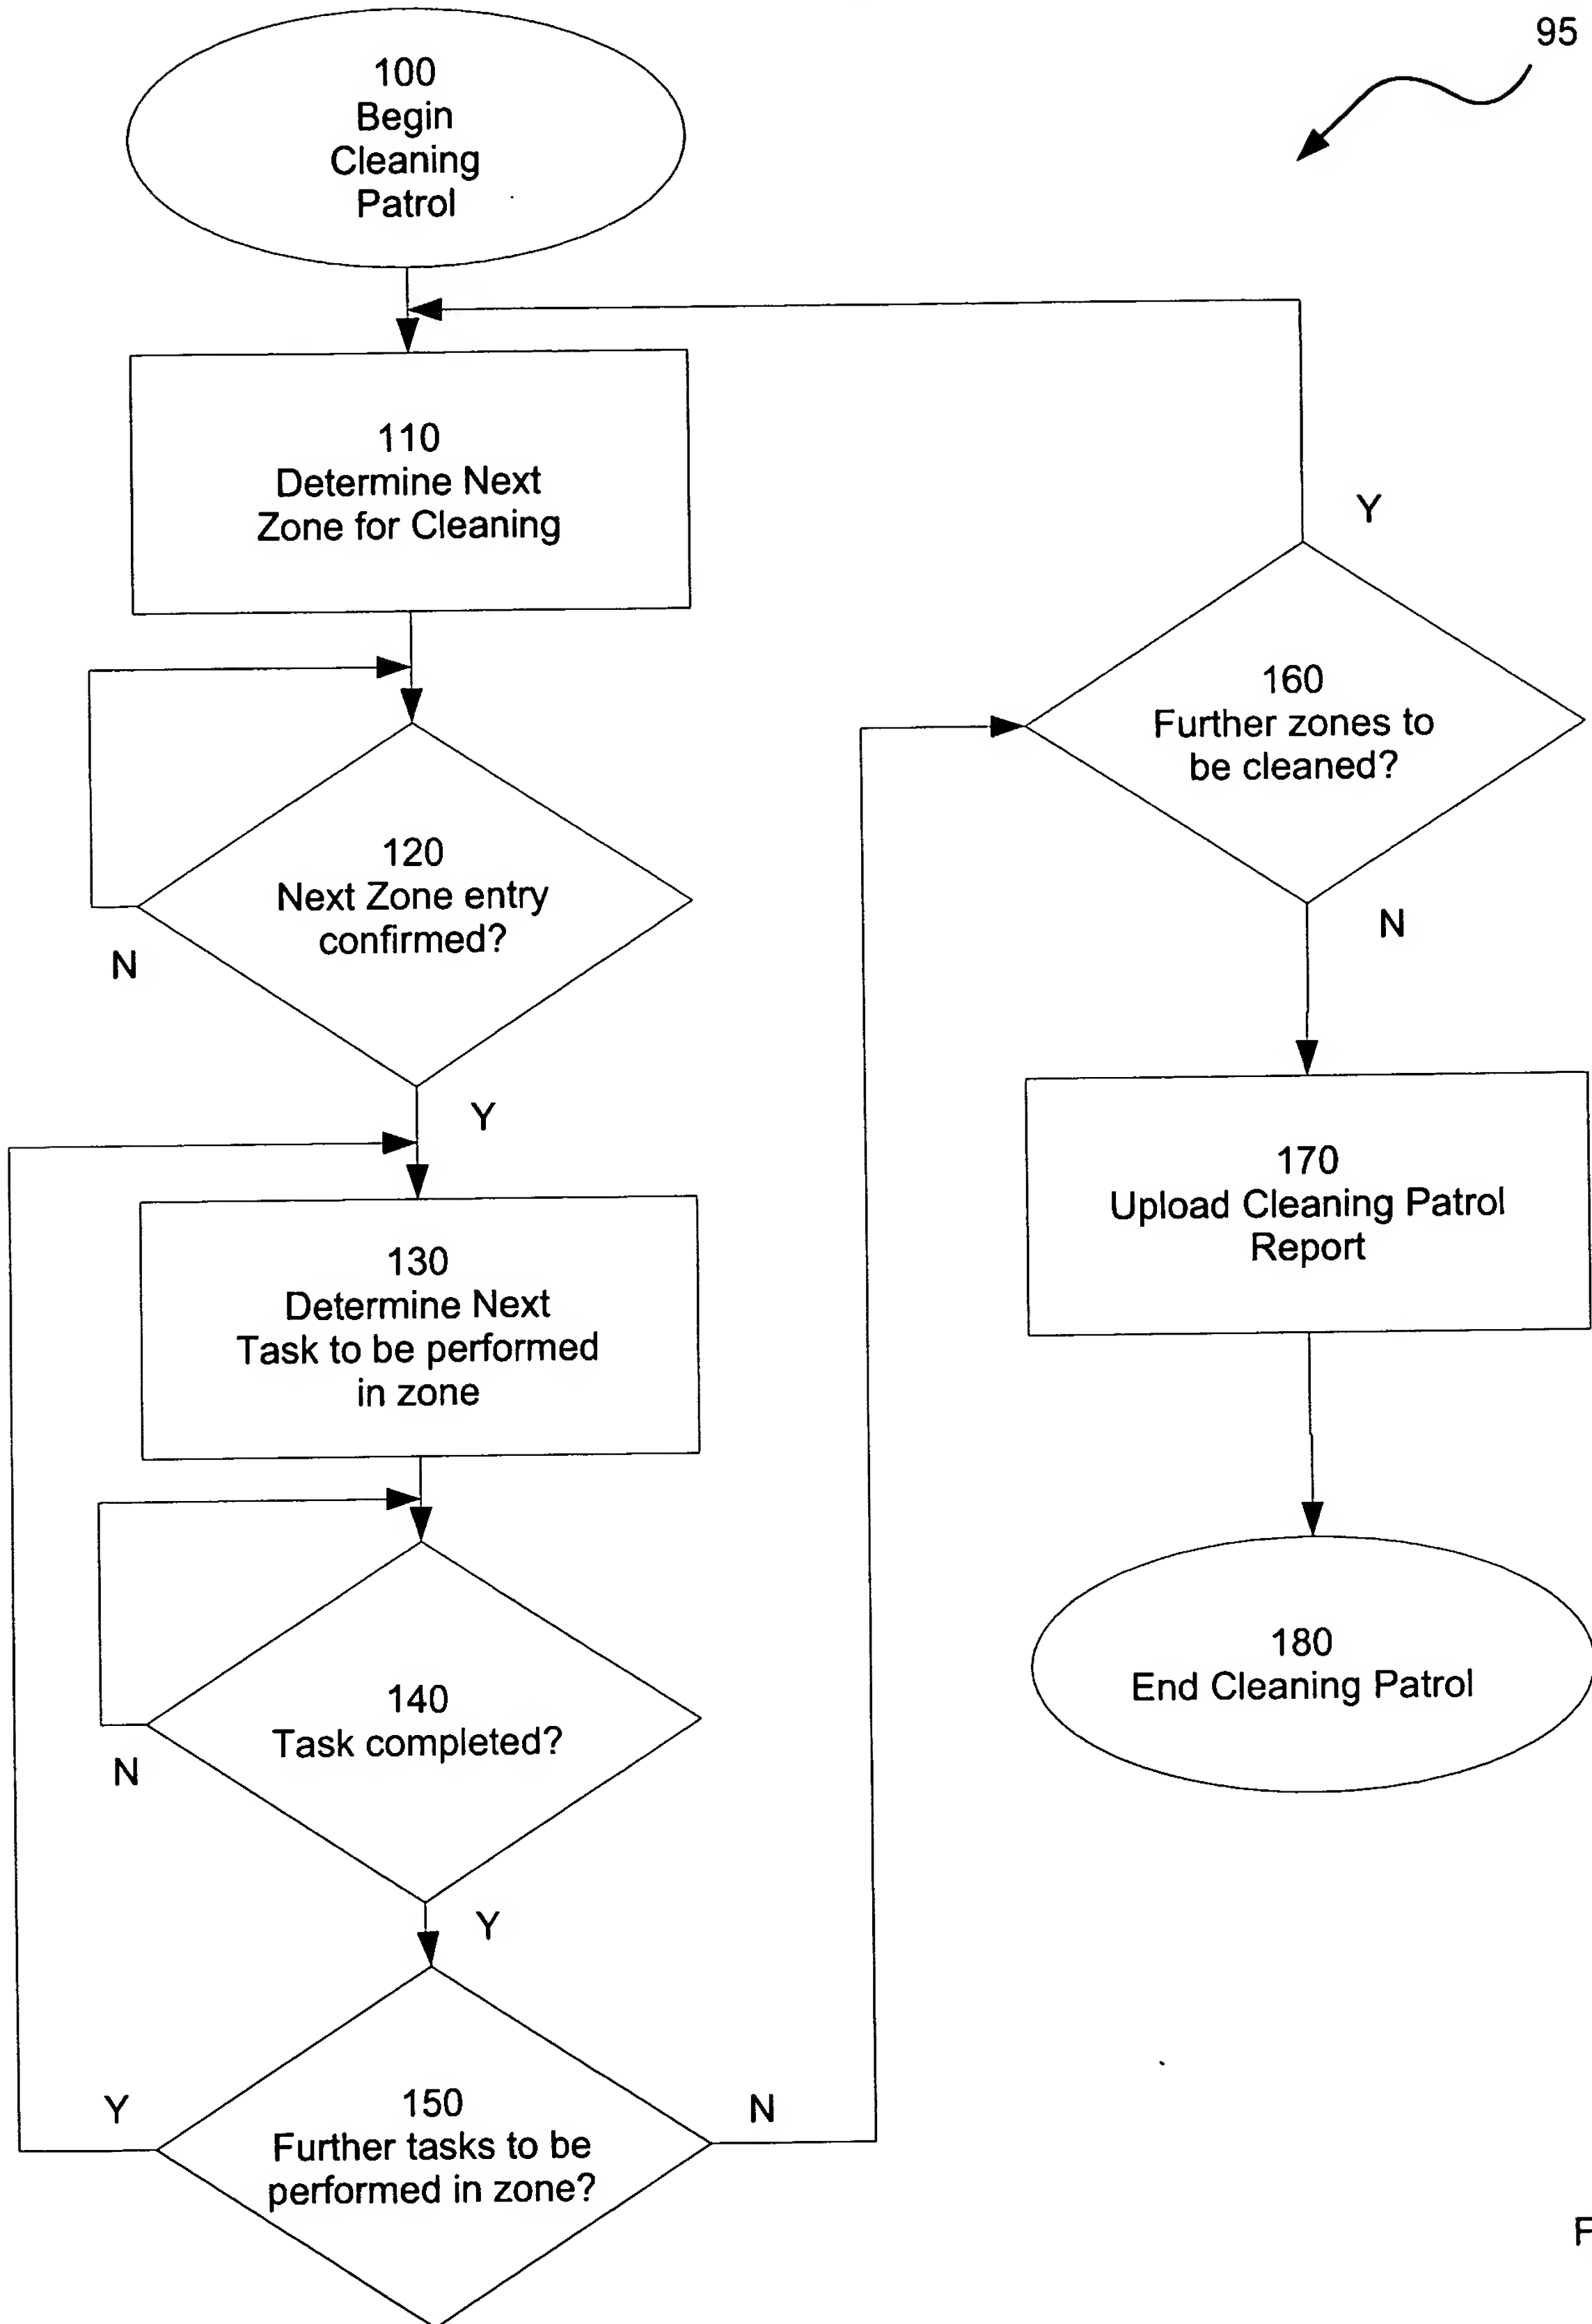 95
100
Begin
Cleaning
Patrol
110
Determine Next
Zone for Cleaning
120
Next Zone entry
confirmed?
N
Y
130
Determine Next
Task to be performed
in zone
140
Task completed?
N
Y
150
Further tasks to be
performed in zone?
Y
N
160
Further zones to
be cleaned?
Y
N
170
Upload Cleaning Patrol
Report
180
End Cleaning Patrol